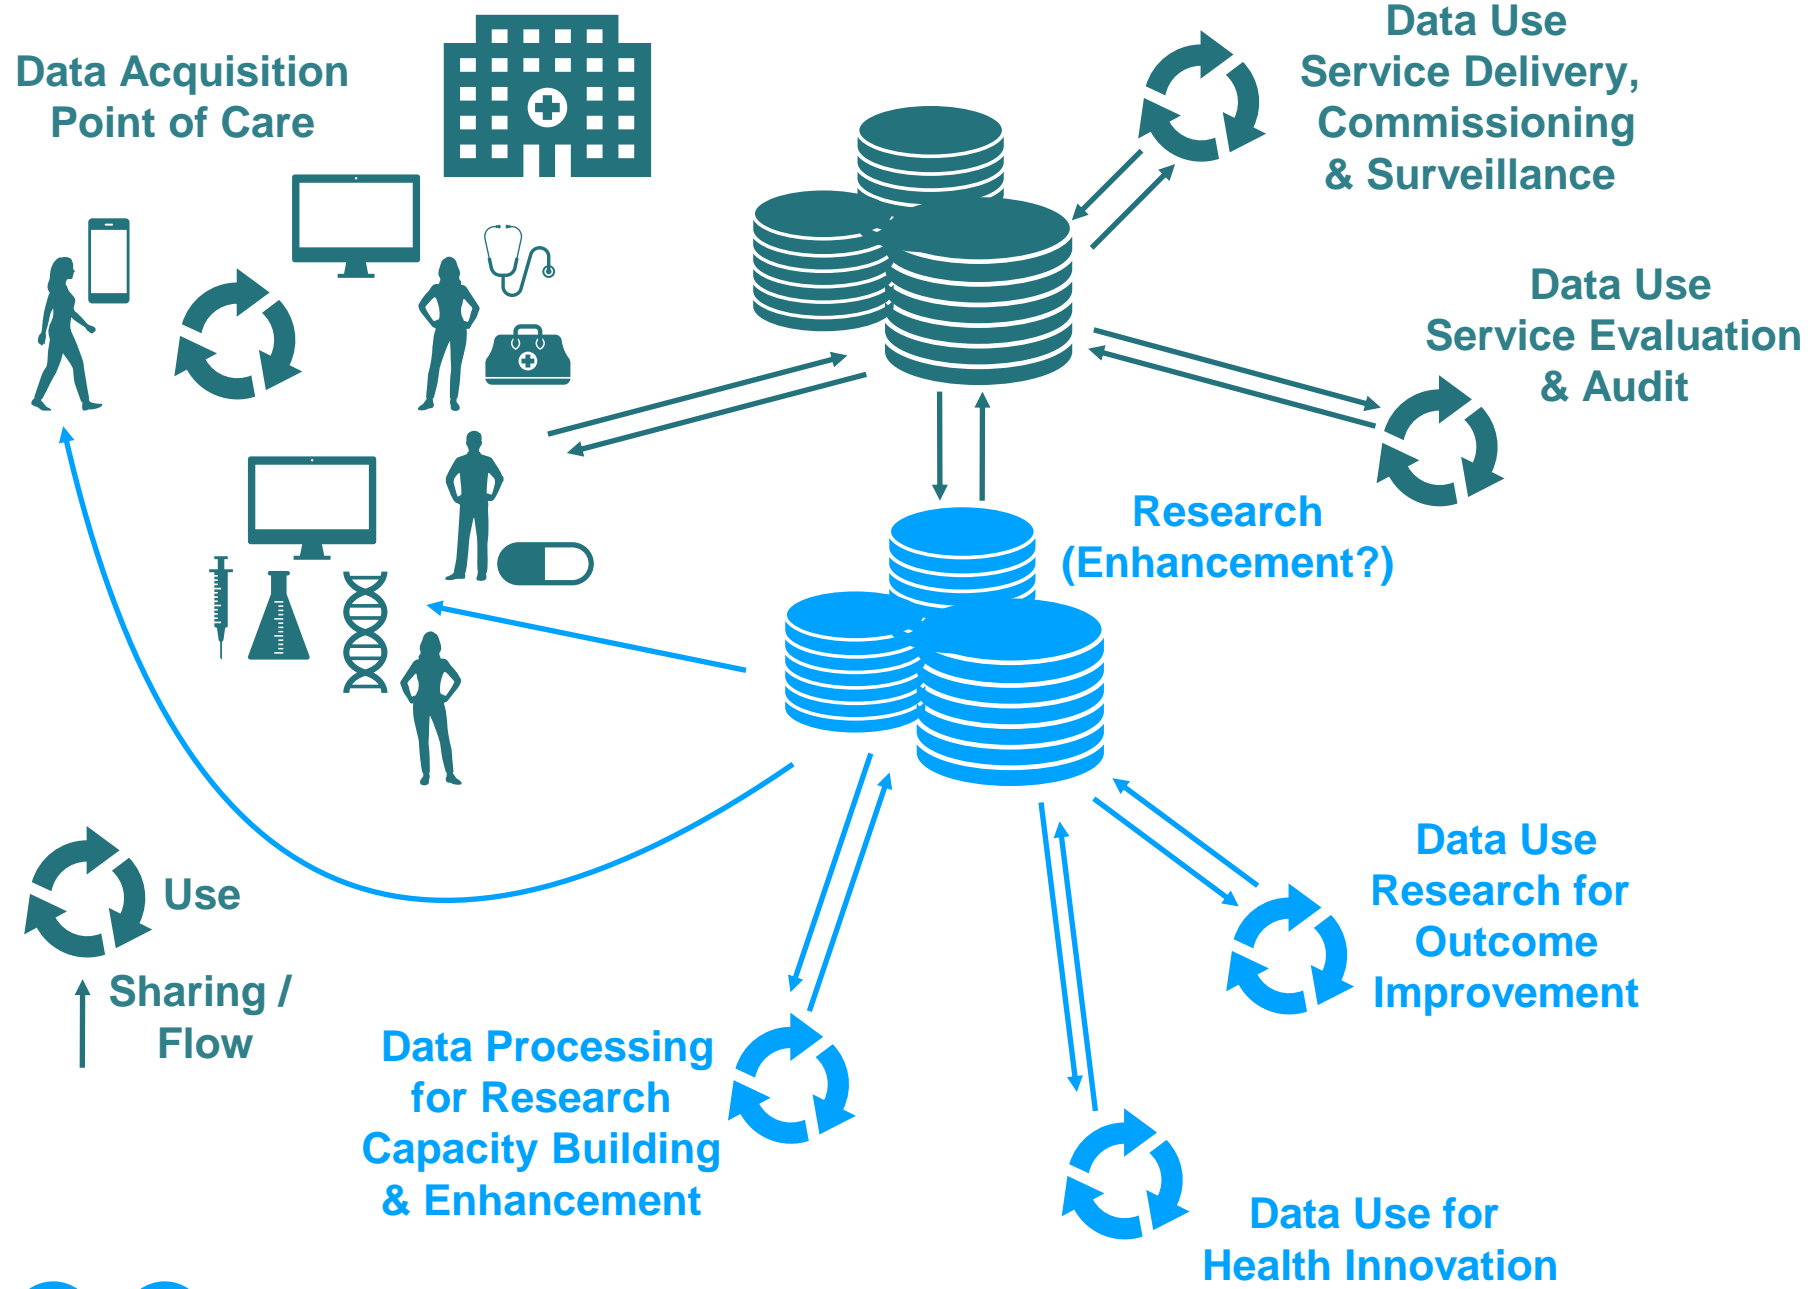 Data Acquisition
Point of Care
Data Use
Service Delivery,
Commissioning
& Surveillance
Data Use
Service Evaluation
& Audit
Research
(Enhancement?)
Use
Sharing /
Flow
Data Processing
for Research
Capacity Building
& Enhancement
Data Use
Research for
Outcome
Improvement
Data Use for
Health Innovation